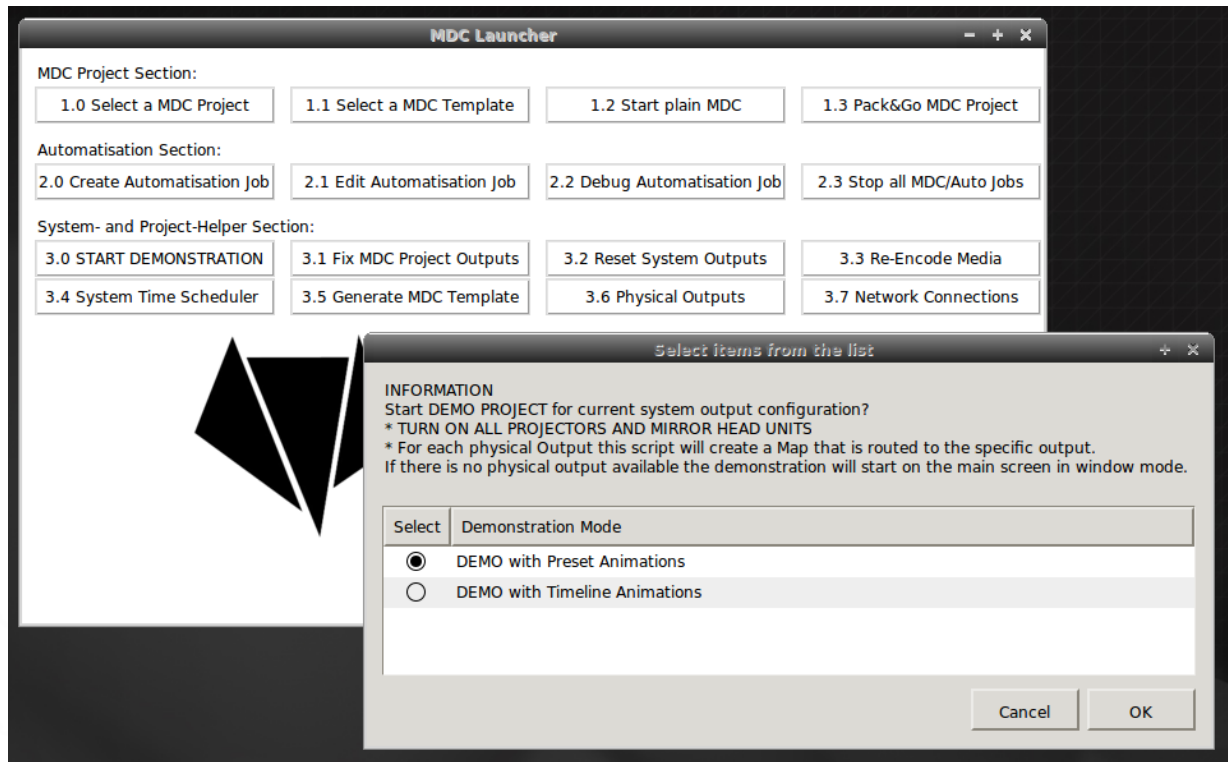 MDC Launcher
MDC Project Section:
1.0 Select a MDC Project 1.1 Select a MDC Template 1.2 Start plain MDC 1.3 Pack&Go MDC Project
Automatisation Section:
2.0 Create Automatisation Job 2.1 Edit Automatisation Job 2.2 Debug Automatisation Job 2.3 Stop all MDC/Auto Jobs
System- and Project-Helper Section:
3.0 START DEMONSTRATION 3.1 Fix MDC Project Outputs 3.2 Reset System Outputs 3.3 Re-Encode Media
3.4 System Time Scheduler 3.5 Generate MDC Template 3.6 Physical Outputs 3.7 Network Connections
Select items from the list
INFORMATION
Start DEMO PROJECT for current system output configuration?
* TURN ON ALL PROJECTORS AND MIRROR HEAD UNITS
* For each physical Output this script will create a Map that is routed to the specific output.
If there is no physical output available the demonstration will start on the main screen in window mode.
Select Demonstration Mode
DEMO with Preset Animations
DEMO with Timeline Animations
Cancel OK